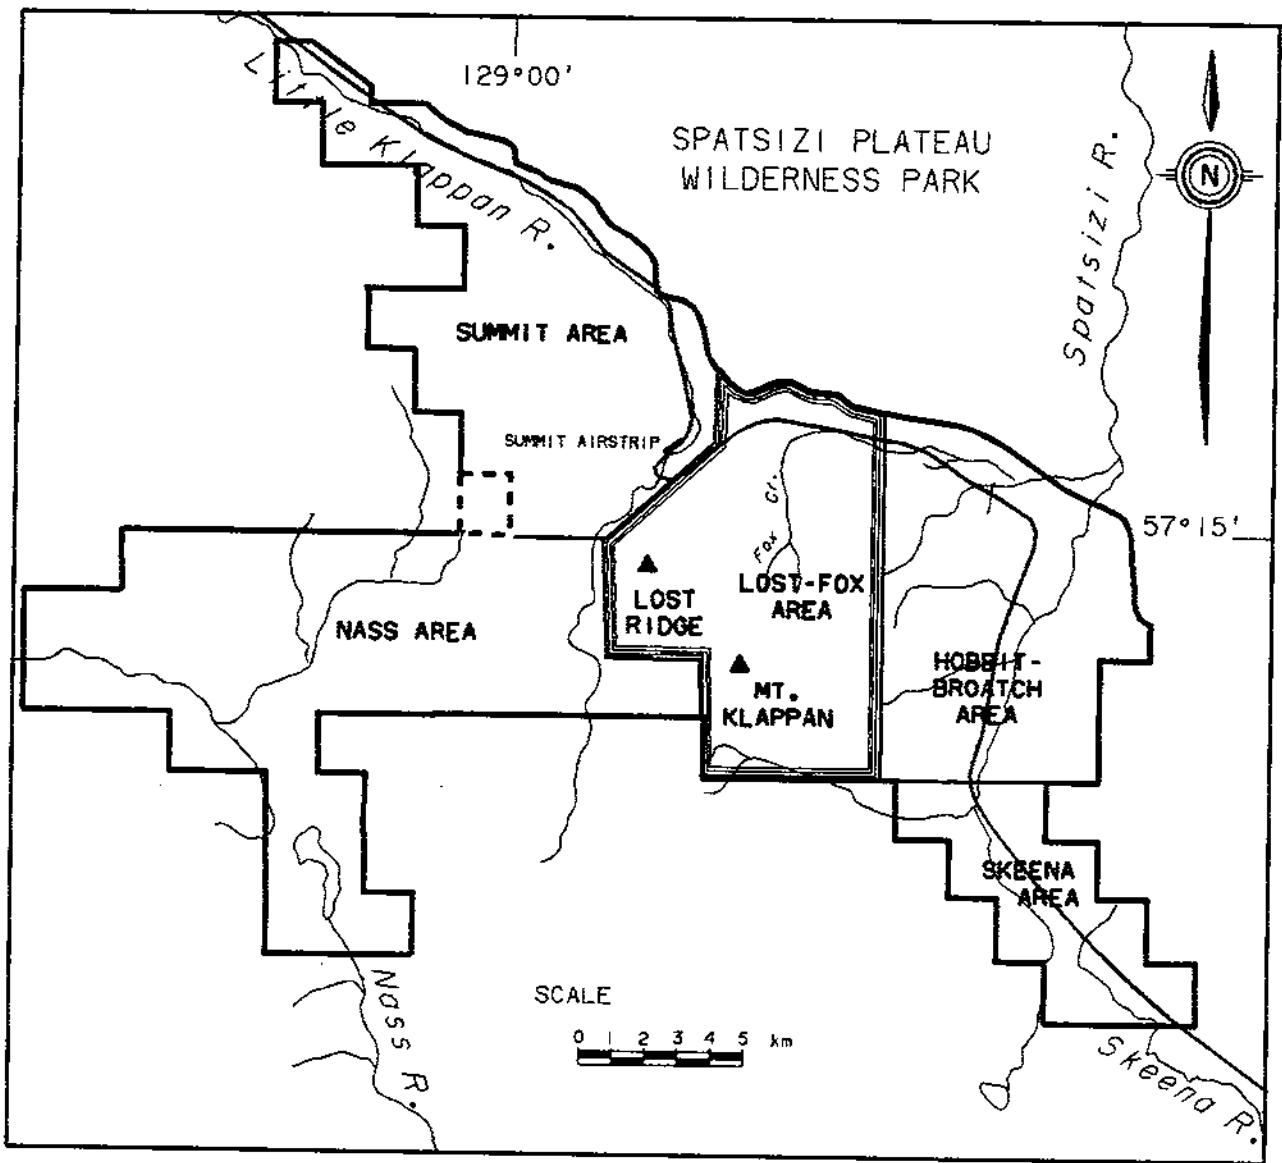 129°00'
Little Klappan R.
SPATSIZI PLATEAU
WILDERNESS PARK
Spatsizi R.
N
SUMMIT AREA
SUMMIT AIRSTRIP
Fox Cr.
57°15'
LOST
RIDGE
LOST-FOX
AREA
NASS AREA
MT.
KLAPPAN
HOBBIT-
BROATCH
AREA
SKEENA
AREA
Nass R.
SCALE
0 1 2 3 4 5 km
Skeena R.